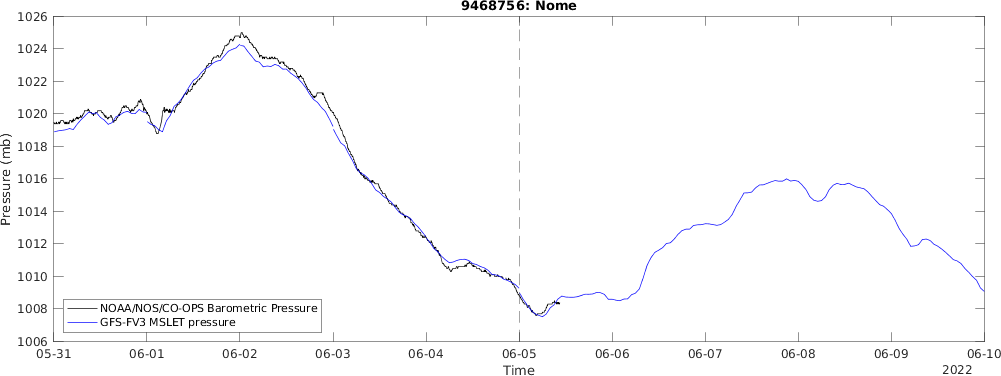 9468756: Nome
1026
1024
1022
1020
1018
1016
1014
1012
1010
1008
1006
Pressure (mb)
NOAA/NOS/CO-OPS Barometric Pressure
GFS-FV3 MSLET pressure
05-31 06-01 06-02 06-03 06-04 06-05 06-06 06-07 06-08 06-09 06-10
Time
2022